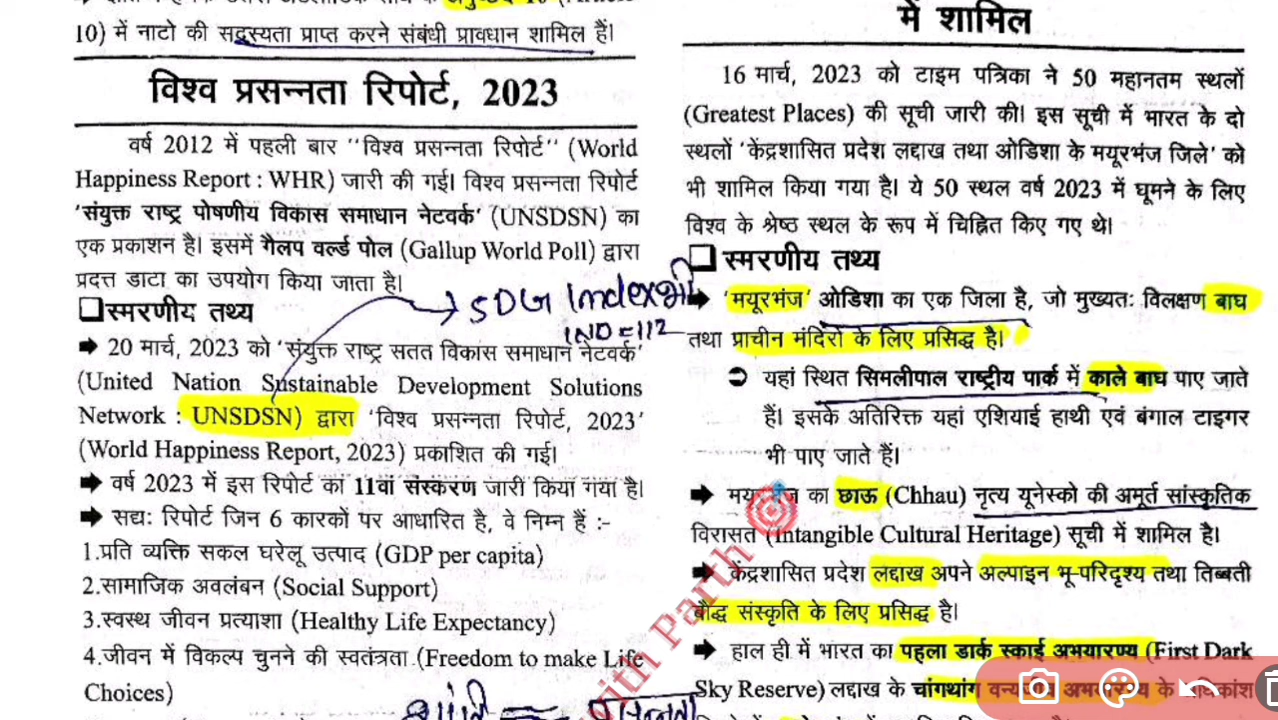 10) में नाटो की सदस्यता प्राप्त करने संबंधी प्रावधान शामिल हैं।
विश्व प्रसन्नता रिपोर्ट, 2023
वर्ष 2012 में पहली बार "विश्व प्रसन्नता रिपोर्ट" (World
Happiness Report : WHR) जारी की गई। विश्व प्रसन्नता रिपोर्ट
'संयुक्त राष्ट्र पोषणीय विकास समाधान नेटवर्क' (UNSDSN) का
एक प्रकाशन है। इसमें गैलप वर्ल्ड पोल (Gallup World Poll) द्वारा
प्रदत्त डाटा का उपयोग किया जाता है।
स्मरणीय तथ्य
SDG Index भी
IND = 112
➡ 20 मार्च, 2023 को 'संयुक्त राष्ट्र सतत विकास समाधान नेटवर्क'
(United Nation Sustainable Development Solutions
Network : UNSDSN) द्वारा 'विश्व प्रसन्नता रिपोर्ट, 2023'
(World Happiness Report, 2023) प्रकाशित की गई।
➡ वर्ष 2023 में इस रिपोर्ट का 11वां संस्करण जारी किया गया है।
➡ सद्यः रिपोर्ट जिन 6 कारकों पर आधारित है, वे निम्न हैं :-
1.प्रति व्यक्ति सकल घरेलू उत्पाद (GDP per capita)
2.सामाजिक अवलंबन (Social Support)
3.स्वस्थ जीवन प्रत्याशा (Healthy Life Expectancy)
4.जीवन में विकल्प चुनने की स्वतंत्रता (Freedom to make Life
Choices)
में शामिल
16 मार्च, 2023 को टाइम पत्रिका ने 50 महानतम स्थलों
(Greatest Places) की सूची जारी की। इस सूची में भारत के दो
स्थलों 'केंद्रशासित प्रदेश लद्दाख तथा ओडिशा के मयूरभंज जिले' को
भी शामिल किया गया है। ये 50 स्थल वर्ष 2023 में घूमने के लिए
विश्व के श्रेष्ठ स्थल के रूप में चिह्नित किए गए थे।
स्मरणीय तथ्य
➡ 'मयूरभंज' ओडिशा का एक जिला है, जो मुख्यतः विलक्षण बाघ
तथा प्राचीन मंदिरों के लिए प्रसिद्ध है।
यहां स्थित सिमलीपाल राष्ट्रीय पार्क में काले बाघ पाए जाते
हैं। इसके अतिरिक्त यहां एशियाई हाथी एवं बंगाल टाइगर
भी पाए जाते हैं।
➡ का छाऊ (Chhau) नृत्य यूनेस्को की अमूर्त सांस्कृतिक
विरासत (Intangible Cultural Heritage) सूची में शामिल है।
➡ केंद्रशासित प्रदेश लद्दाख अपने अल्पाइन भू-परिदृश्य तथा तिब्बती
बौद्ध संस्कृति के लिए प्रसिद्ध है।
➡ हाल ही में भारत का पहला डार्क स्काई अभयारण्य (First Dark
Sky Reserve) लद्दाख के चांगथांग
with Parth